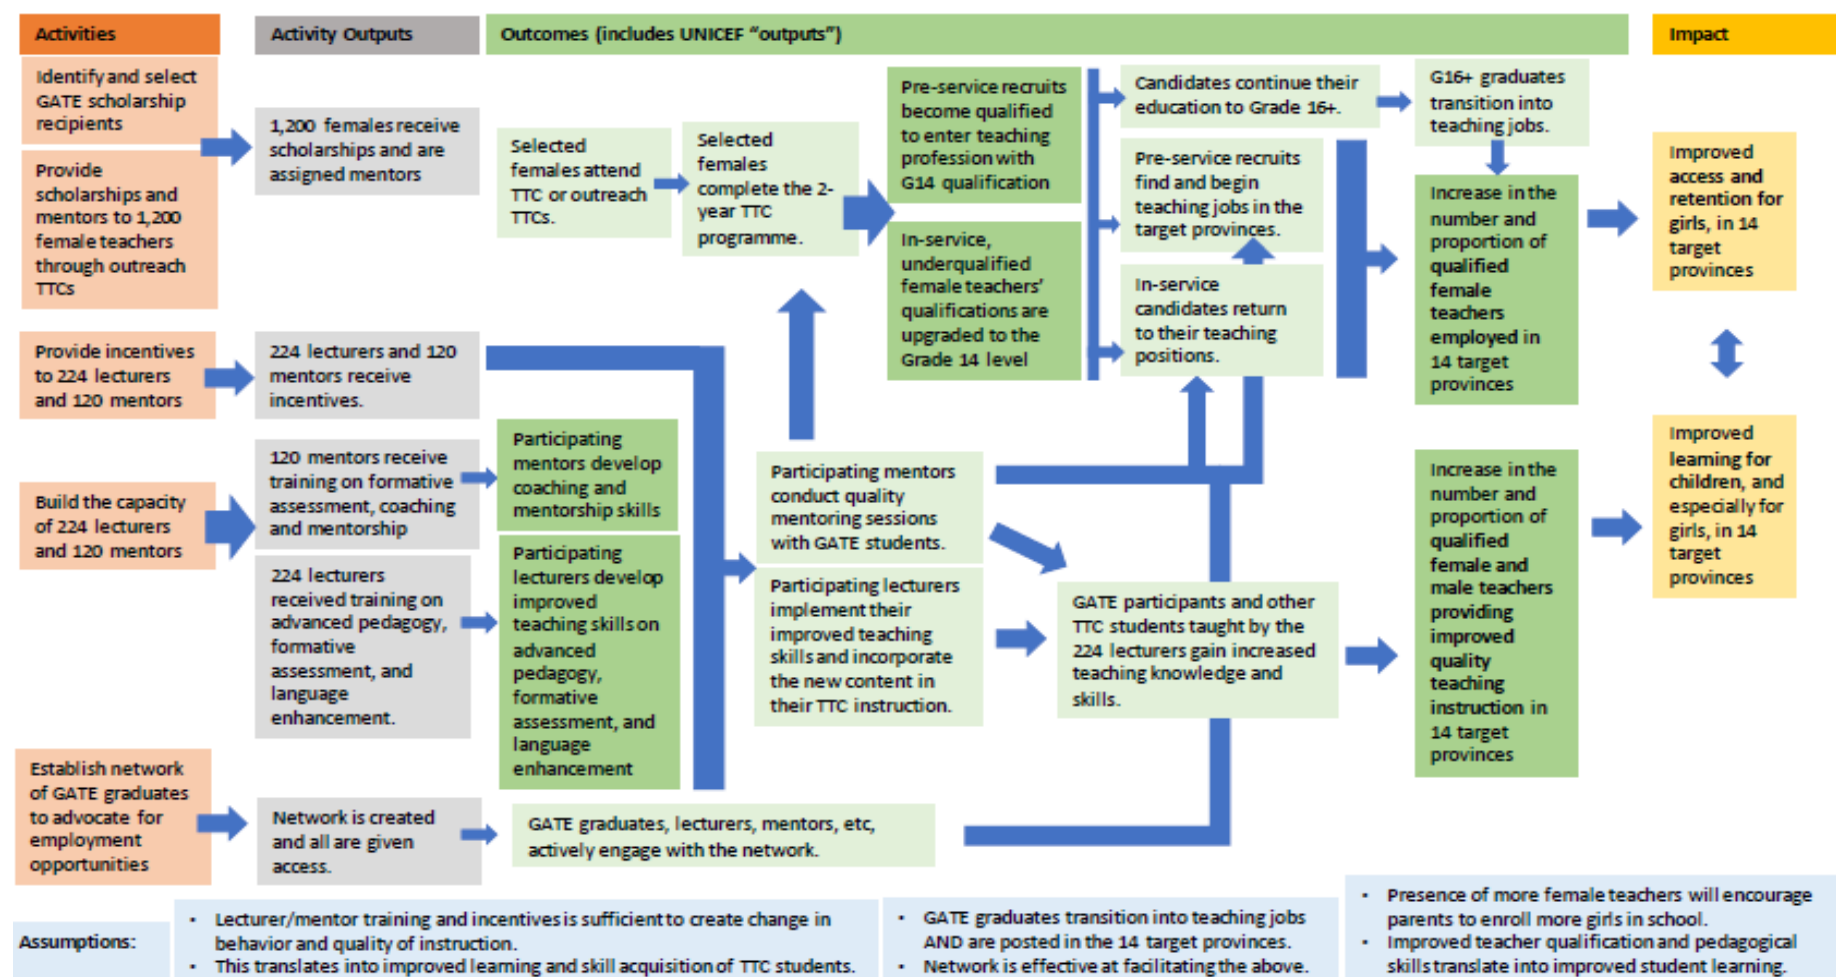 Activities
Activity Outputs
Outcomes (includes UNICEF “outputs”)
Impact
Identify and select
GATE scholarship
recipients
Provide
scholarships and
mentors to 1,200
female teachers
through outreach
TTCs
1,200 females receive
scholarships and are
assigned mentors
Selected
females attend
TTC or outreach
TTCs.
Selected
females
complete the 2-
year TTC
programme.
Pre-service recruits
become qualified
to enter teaching
profession with
G14 qualification
In-service,
underqualified
female teachers’
qualifications are
upgraded to the
Grade 14 level
Candidates continue their
education to Grade 16+.
Pre-service recruits
find and begin
teaching jobs in the
target provinces.
In-service
candidates return
to their teaching
positions.
G16+ graduates
transition into
teaching jobs.
Increase in the
number and
proportion of
qualified
female
teachers
employed in
14 target
provinces
Improved
access and
retention for
girls, in 14
target
provinces
Provide incentives
to 224 lecturers
and 120 mentors
224 lecturers and 120
mentors receive
incentives.
Build the capacity
of 224 lecturers
and 120 mentors
120 mentors receive
training on formative
assessment, coaching
and mentorship
224 lecturers
received training on
advanced pedagogy,
formative
assessment, and
language
enhancement.
Participating
mentors develop
coaching and
mentorship skills
Participating
lecturers develop
improved
teaching skills on
advanced
pedagogy,
formative
assessment, and
language
enhancement
Participating mentors
conduct quality
mentoring sessions
with GATE students.
Participating lecturers
implement their
improved teaching
skills and incorporate
the new content in
their TTC instruction.
GATE participants and other
TTC students taught by the
224 lecturers gain increased
teaching knowledge and
skills.
Increase in the
number and
proportion of
qualified
female and
male teachers
providing
improved
quality
teaching
instruction in
14 target
provinces
Improved
learning for
children, and
especially for
girls, in 14
target
provinces
Establish network
of GATE graduates
to advocate for
employment
opportunities
Network is created
and all are given
access.
GATE graduates, lecturers, mentors, etc,
actively engage with the network.
Assumptions:
• Lecturer/mentor training and incentives is sufficient to create change in
behavior and quality of instruction.
• This translates into improved learning and skill acquisition of TTC students.
• GATE graduates transition into teaching jobs
AND are posted in the 14 target provinces.
• Network is effective at facilitating the above.
• Presence of more female teachers will encourage
parents to enroll more girls in school.
• Improved teacher qualification and pedagogical
skills translate into improved student learning.